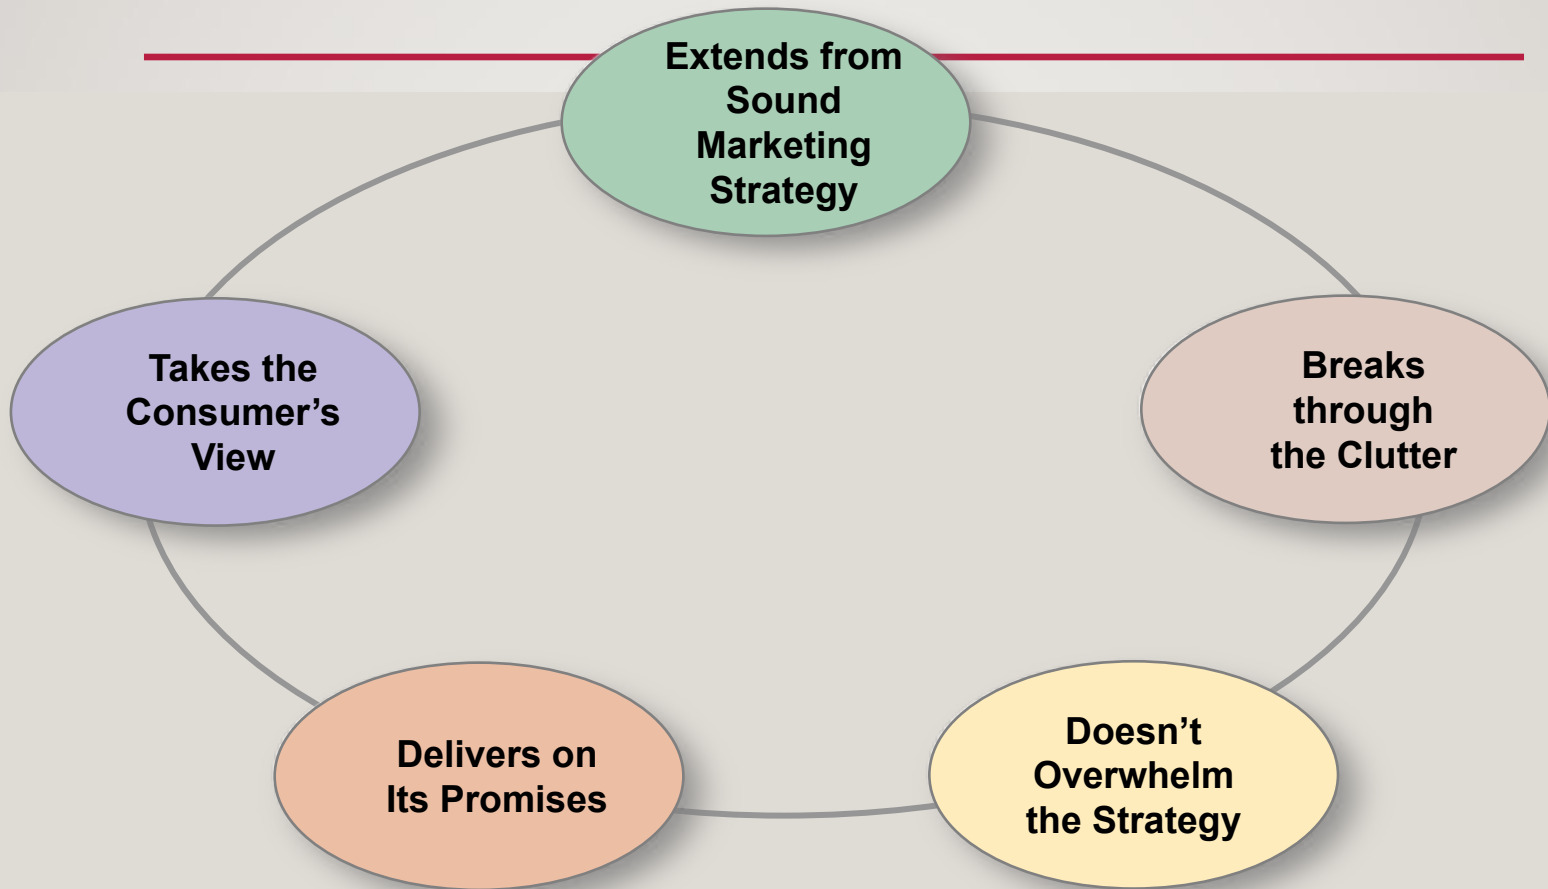 Extends from
Sound
Marketing
Strategy
Takes the
Consumer’s
View
Breaks
through
the Clutter
Delivers on
Its Promises
Doesn’t
Overwhelm
the Strategy